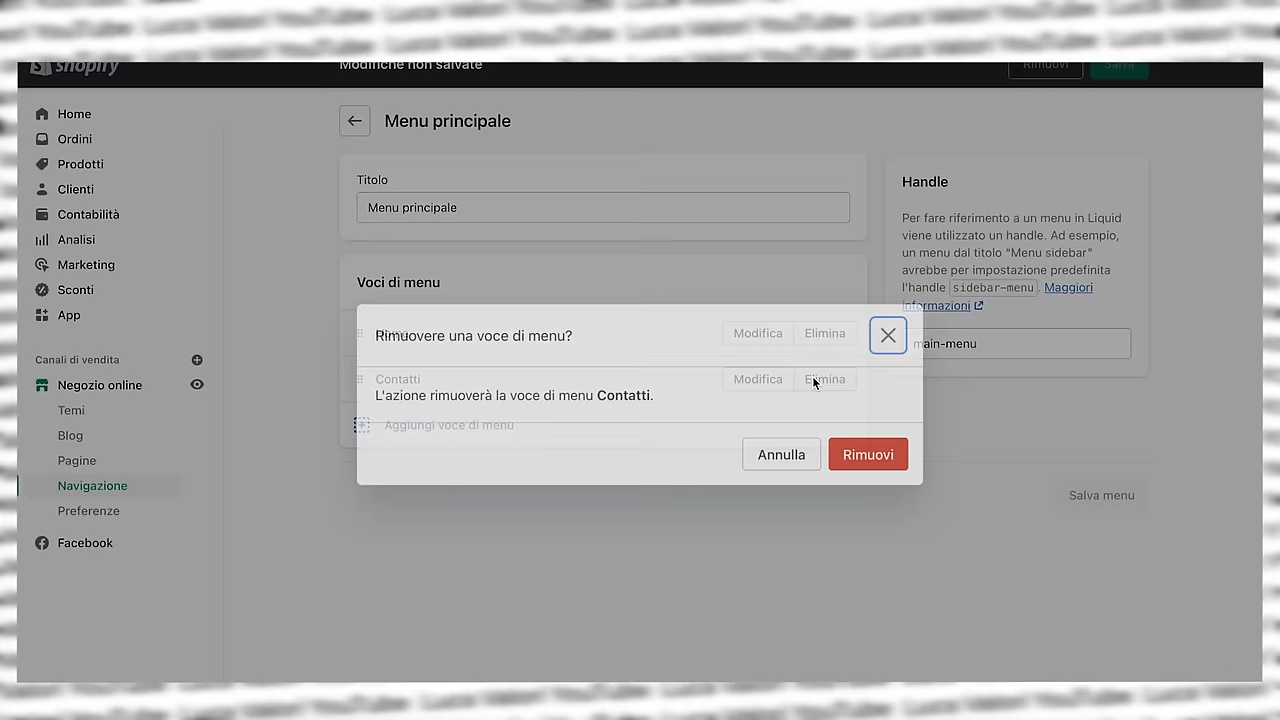 shopify
Modifiche non salvate
Rimuovi
Salva
Home
Ordini
Prodotti
Clienti
Contabilità
Analisi
Marketing
Sconti
App
Canali di vendita
Negozio online
Temi
Blog
Pagine
Navigazione
Preferenze
Facebook
Menu principale
Titolo
Menu principale
Voci di menu
Modifica
Elimina
Contatti
Modifica
Elimina
Aggiungi voce di menu
Rimuovere una voce di menu?
L'azione rimuoverà la voce di menu Contatti.
Annulla
Rimuovi
Handle
Per fare riferimento a un menu in Liquid
viene utilizzato un handle. Ad esempio,
un menu dal titolo "Menu sidebar"
avrebbe per impostazione predefinita
l'handle sidebar-menu. Maggiori
informazioni
main-menu
Salva menu